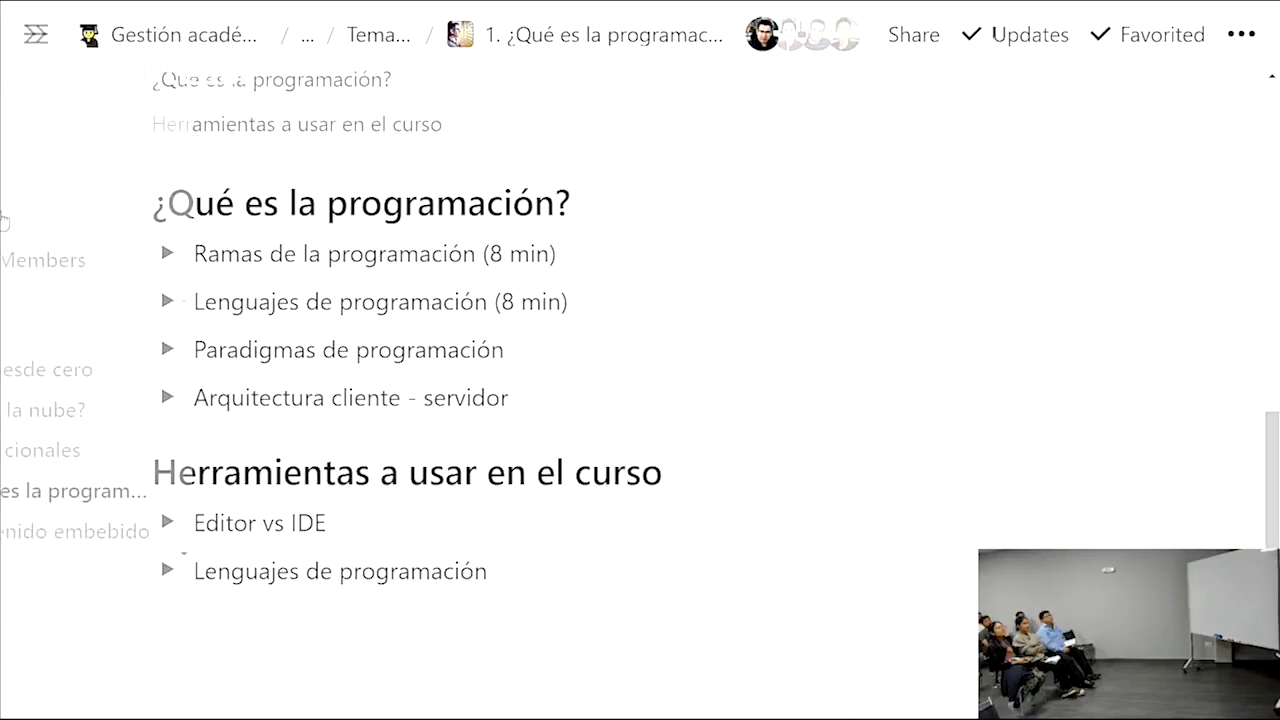 Gestión acadé... / ... / Tema... / 1. ¿Qué es la programac... Share Updates Favorited
¿Qué es la programación?
Herramientas a usar en el curso
¿Qué es la programación?
Members
Ramas de la programación (8 min)
Lenguajes de programación (8 min)
Paradigmas de programación
esde cero
Arquitectura cliente - servidor
la nube?
cionales
Herramientas a usar en el curso
es la program...
Editor vs IDE
nido embebido
Lenguajes de programación